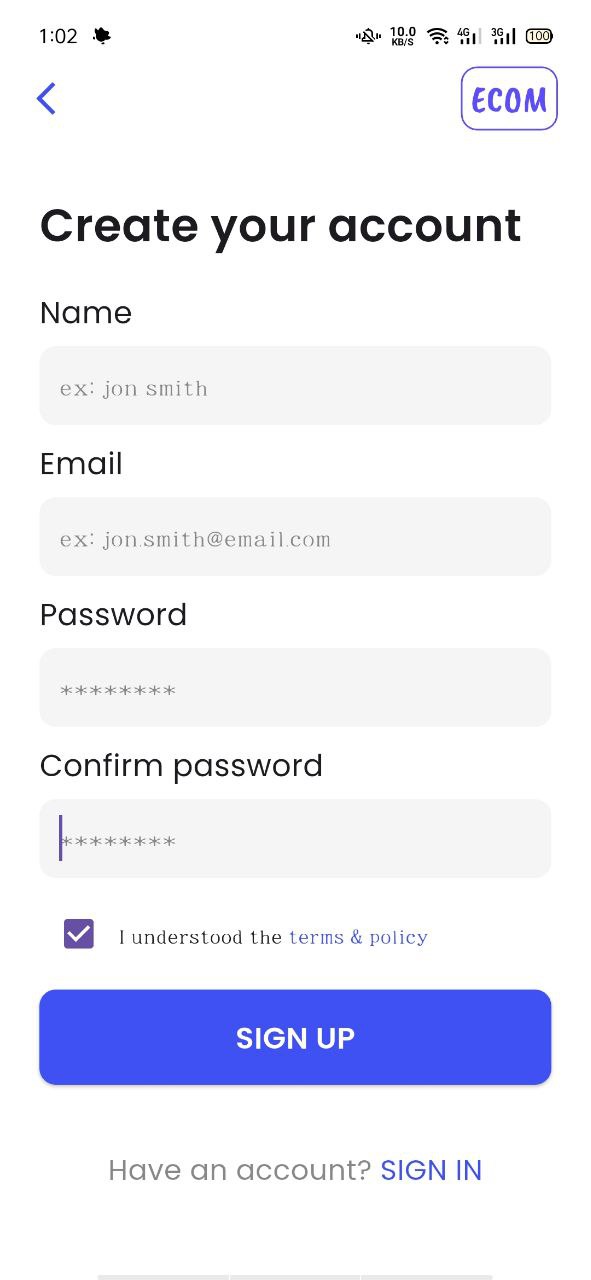 1:02 10.0 KB/S 4G 3G 100
ECOM
Create your account
Name
ex: jon smith
Email
ex: jon.smith@email.com
Password
********
Confirm password
********
I understood the terms & policy
SIGN UP
Have an account? SIGN IN